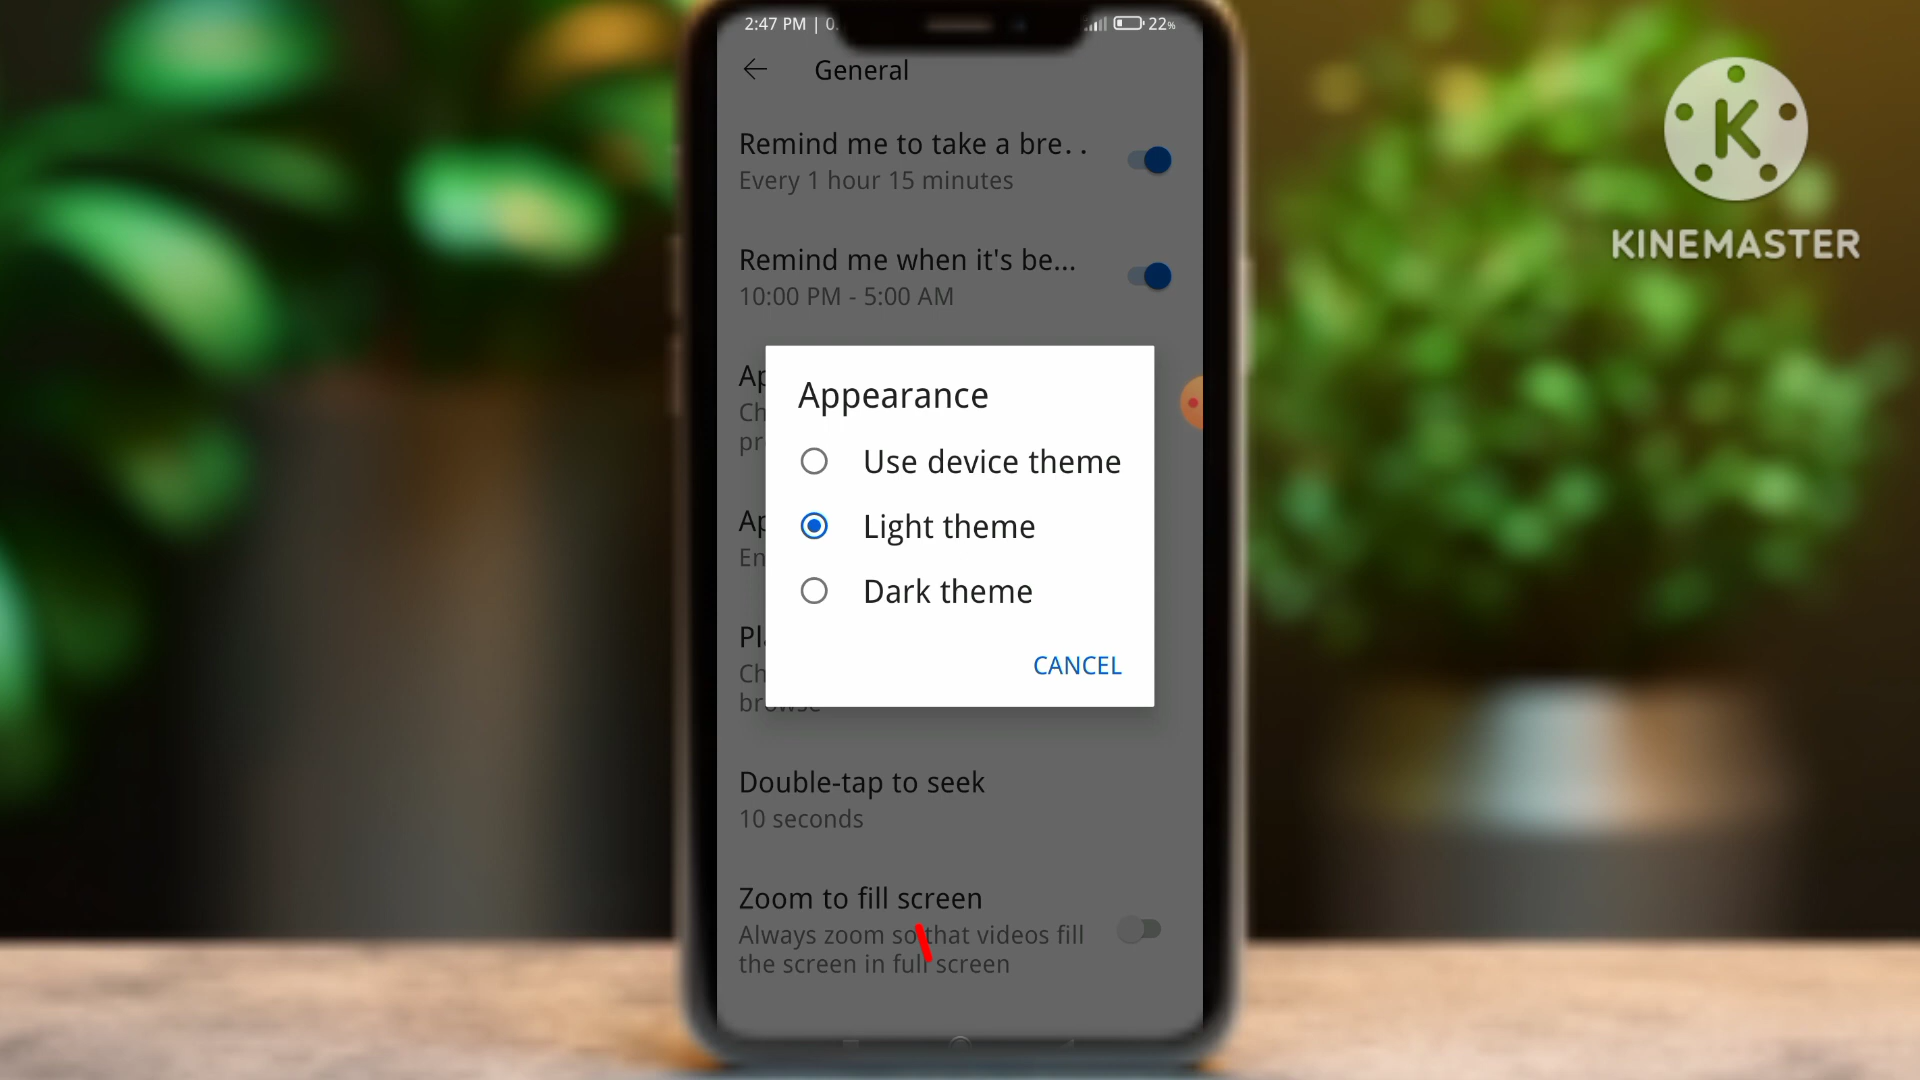 2:47 PM | 0.
22%
K
KINEMASTER
General
Remind me to take a bre..
Every 1 hour 15 minutes
Remind me when it's be...
10:00 PM - 5:00 AM
Ap
Ch
pr
Appearance
Use device theme
Light theme
Dark theme
CANCEL
Ap
En
Pl
Ch
browse
Double-tap to seek
10 seconds
Zoom to fill screen
Always zoom so that videos fill
the screen in full screen